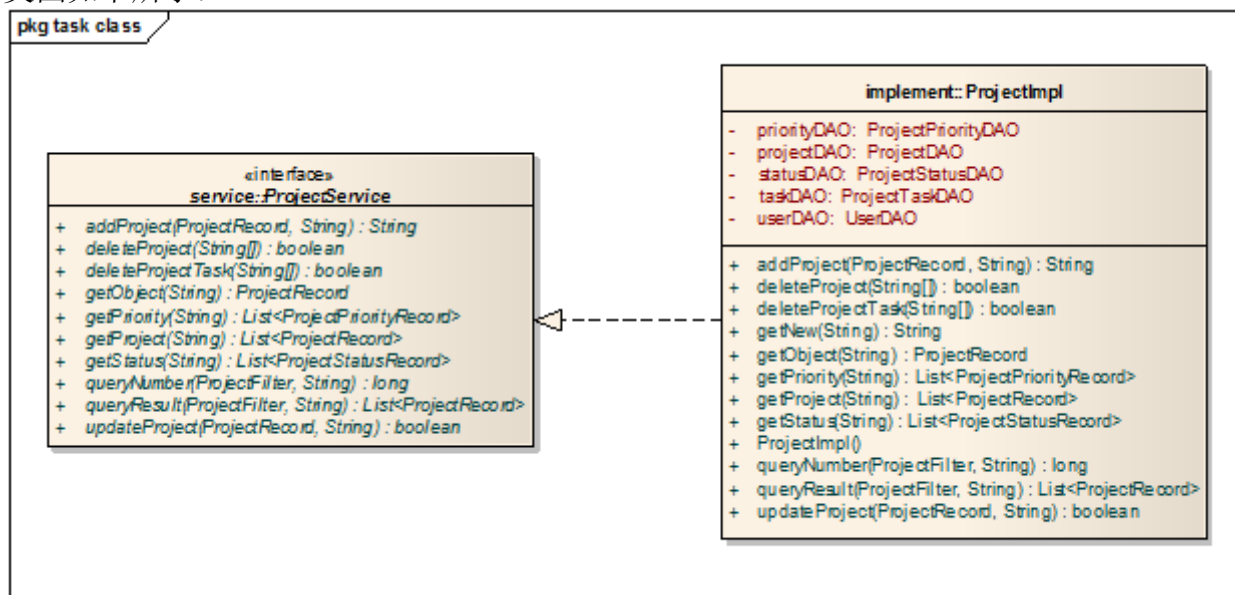 pkg task class
«interface»
service::ProjectService
+ addProject(ProjectRecord, String) : String
+ deleteProject(String[]) : boolean
+ deleteProjectTask(String[]) : boolean
+ getObject(String) : ProjectRecord
+ getPriority(String) : List<ProjectPriorityRecord>
+ getProject(String) : List<ProjectRecord>
+ getStatus(String) : List<ProjectStatusRecord>
+ queryNumber(ProjectFilter, String) : long
+ queryResult(ProjectFilter, String) : List<ProjectRecord>
+ updateProject(ProjectRecord, String) : boolean
implement::ProjectImpl
- priorityDAO: ProjectPriorityDAO
- projectDAO: ProjectDAO
- statusDAO: ProjectStatusDAO
- taskDAO: ProjectTaskDAO
- userDAO: UserDAO
+ addProject(ProjectRecord, String) : String
+ deleteProject(String[]) : boolean
+ deleteProjectTask(String[]) : boolean
+ getNew(String) : String
+ getObject(String) : ProjectRecord
+ getPriority(String) : List<ProjectPriorityRecord>
+ getProject(String) : List<ProjectRecord>
+ getStatus(String) : List<ProjectStatusRecord>
+ ProjectImpl()
+ queryNumber(ProjectFilter, String) : long
+ queryResult(ProjectFilter, String) : List<ProjectRecord>
+ updateProject(ProjectRecord, String) : boolean